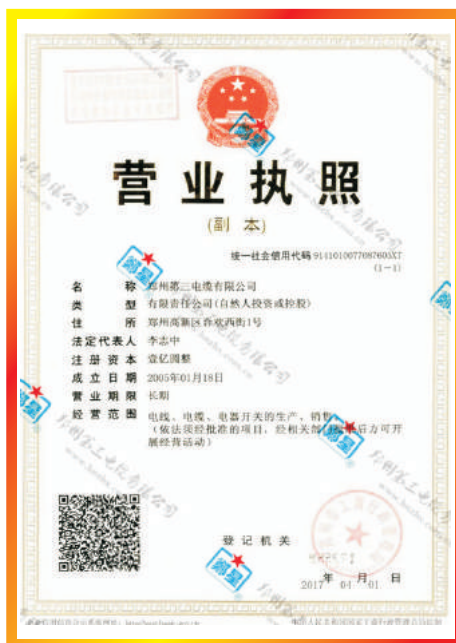 营业执照
(副 本)
统一社会信用代码 9141010077087605XT
(1-1)
名 称 郑州第三电缆有限公司
类 型 有限责任公司(自然人投资或控股)
住 所 郑州高新区
西街1号
法定代表人 李志中
注册资本 壹亿圆整
成立日期 2005年01月18日
营业期限 长期
经营范围 电线、电缆、电器开关的生产、销售。
(依法须经批准的项目，经相关部门批准后方可开
展经营活动)
登记机关
2017 年 04 月 01 日
郑星